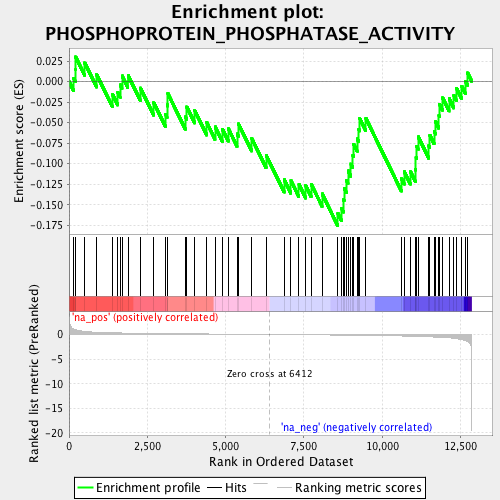 Enrichment plot:
PHOSPHOPROTEIN_PHOSPHATASE_ACTIVITY
Enrichment score (ES)
0.025
0.000
-0.025
-0.050
-0.075
-0.100
-0.125
-0.150
-0.175
'na_pos' (positively correlated)
Ranked list metric (PreRanked)
0
-5
-10
-15
-20
Zero cross at 6412
'na_neg' (negatively correlated)
0
2,500
5,000
7,500
10,000
12,500
Rank in Ordered Dataset
Enrichment profile
Hits
Ranking metric scores